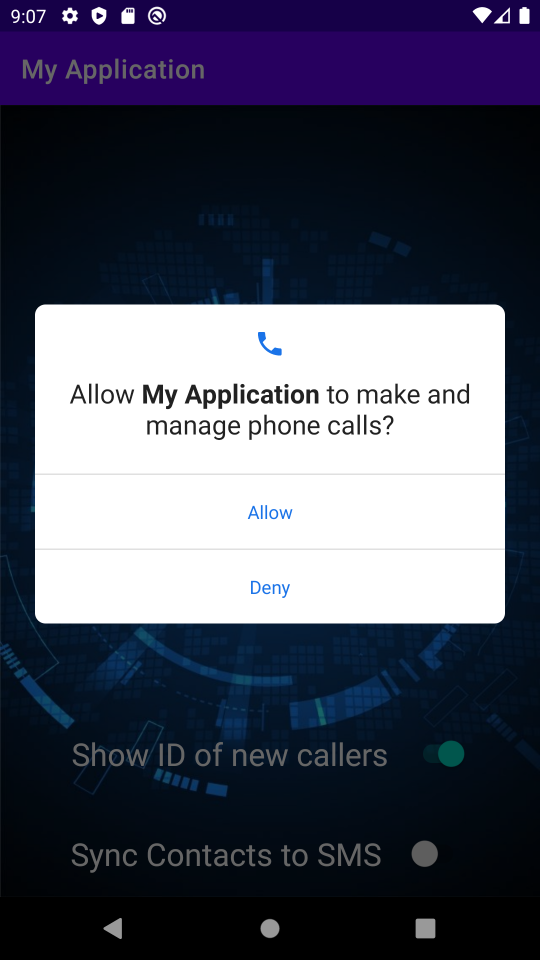 9:07
My Application
Allow My Application to make and
manage phone calls?
Allow
Deny
Show ID of new callers
Sync Contacts to SMS